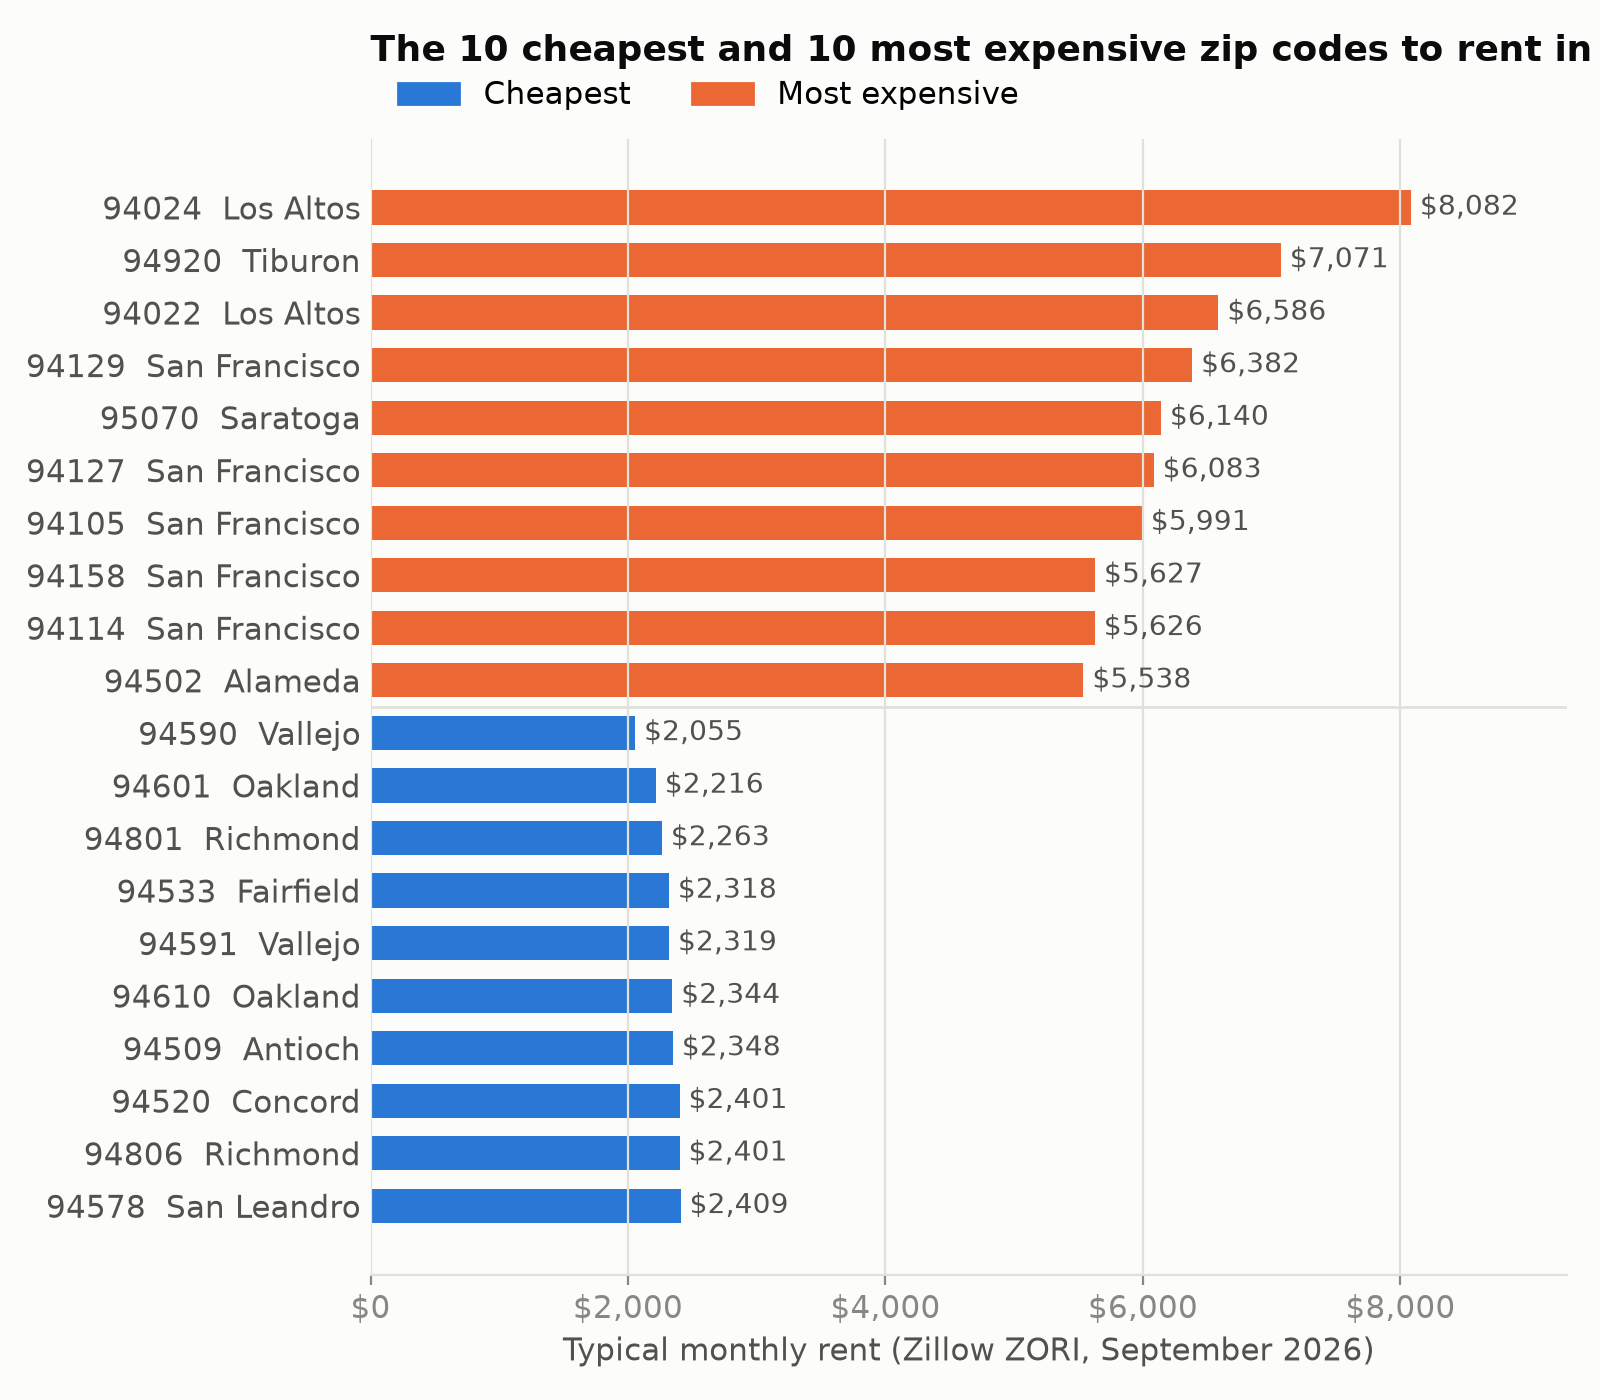 The 10 cheapest and 10 most expensive zip codes to rent in
Cheapest Most expensive
94024 Los Altos $8,082
94920 Tiburon $7,071
94022 Los Altos $6,586
94129 San Francisco $6,382
95070 Saratoga $6,140
94127 San Francisco $6,083
94105 San Francisco $5,991
94158 San Francisco $5,627
94114 San Francisco $5,626
94502 Alameda $5,538
94590 Vallejo $2,055
94601 Oakland $2,216
94801 Richmond $2,263
94533 Fairfield $2,318
94591 Vallejo $2,319
94610 Oakland $2,344
94509 Antioch $2,348
94520 Concord $2,401
94806 Richmond $2,401
94578 San Leandro $2,409
$0 $2,000 $4,000 $6,000 $8,000
Typical monthly rent (Zillow ZORI, September 2026)